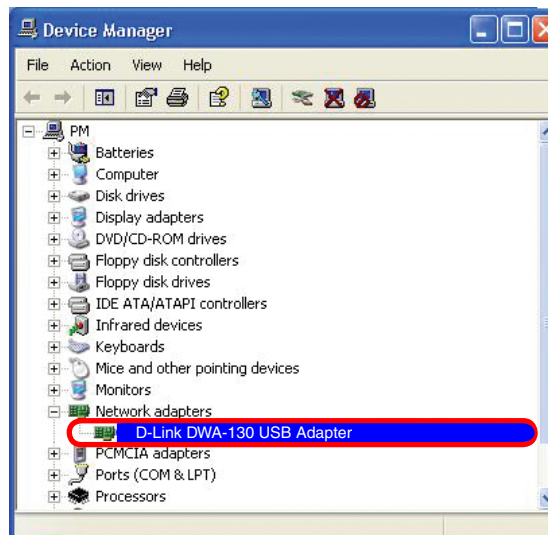 Device Manager
File Action View Help
PM
Batteries
Computer
Disk drives
Display adapters
DVD/CD-ROM drives
Floppy disk controllers
Floppy disk drives
IDE ATA/ATAPI controllers
Infrared devices
Keyboards
Mice and other pointing devices
Monitors
Network adapters
D-Link DWA-130 USB Adapter
PCMCIA adapters
Ports (COM & LPT)
Processors